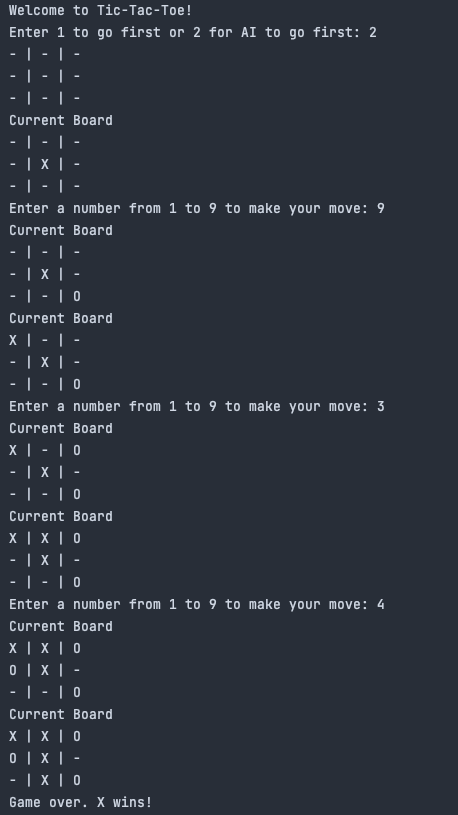 Welcome to Tic-Tac-Toe!
Enter 1 to go first or 2 for AI to go first: 2
- | - | -
- | - | -
- | - | -
Current Board
- | - | -
- | X | -
- | - | -
Enter a number from 1 to 9 to make your move: 9
Current Board
- | - | -
- | X | -
- | - | O
Current Board
X | - | -
- | X | -
- | - | O
Enter a number from 1 to 9 to make your move: 3
Current Board
X | - | O
- | X | -
- | - | O
Current Board
X | X | O
- | X | -
- | - | O
Enter a number from 1 to 9 to make your move: 4
Current Board
X | X | O
O | X | -
- | - | O
Current Board
X | X | O
O | X | -
- | X | O
Game over. X wins!